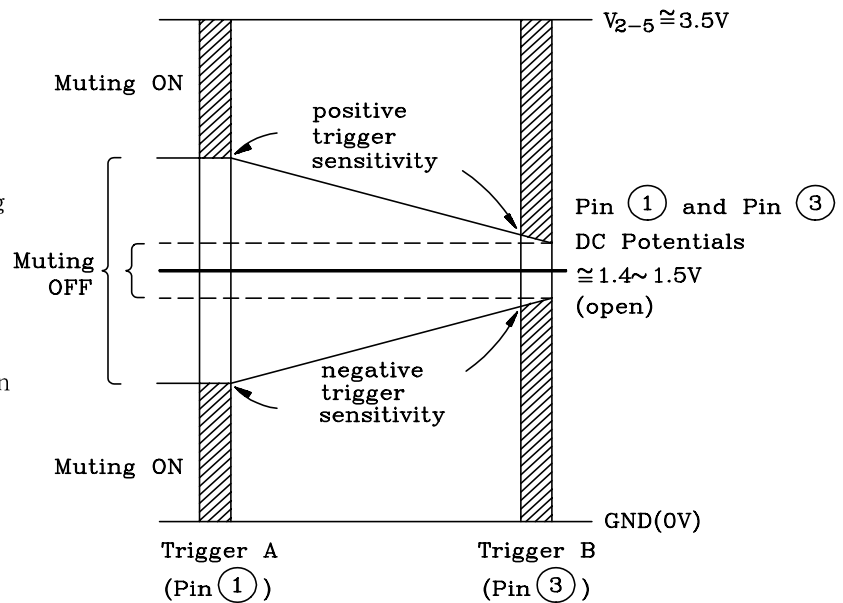 V2−5≅3.5V
Muting ON
positive
trigger
sensitivity
g
Pin 1 and Pin 3
DC Potentials
Muting
OFF
≅1.4~1.5V
(open)
negative
trigger
sensitivity
n
Muting ON
GND(0V)
Trigger A
(Pin 1)
Trigger B
(Pin 3)